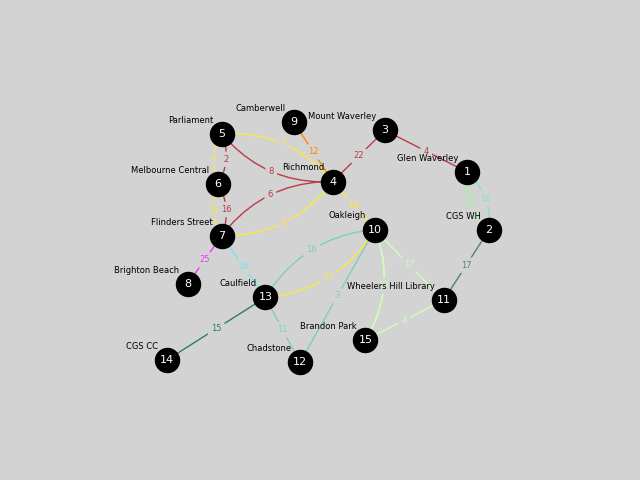 Camberwell
9
Mount Waverley
3
Parliament
5
12
4
2
22
Glen Waverley
1
Richmond
4
8
Melbourne Central
6
6
16
CGS WH
2
Oakleigh
10
Flinders Street
7
16
17
17
25
Brighton Beach
8
Caulfield
13
3
Wheelers Hill Library
11
4
11
15
Brandon Park
15
Chadstone
12
CGS CC
14